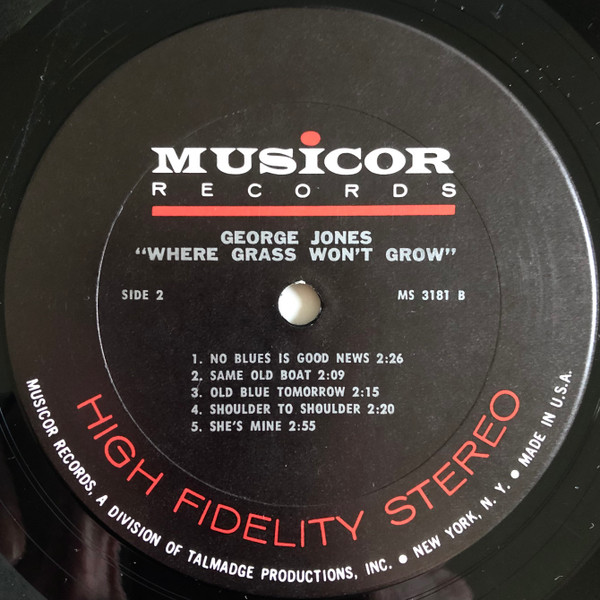 MUSiCOR
RECORDS
GEORGE JONES
"WHERE GRASS WON'T GROW"
SIDE 2
MS 3181 B
1. NO BLUES IS GOOD NEWS 2:26
2. SAME OLD BOAT 2:09
3. OLD BLUE TOMORROW 2:15
4. SHOULDER TO SHOULDER 2:20
5. SHE'S MINE 2:55
HIGH FIDELITY STEREO
MUSICOR RECORDS, A DIVISION OF TALMADGE PRODUCTIONS, INC. ● NEW YORK, N. Y. ● MADE IN U.S.A.